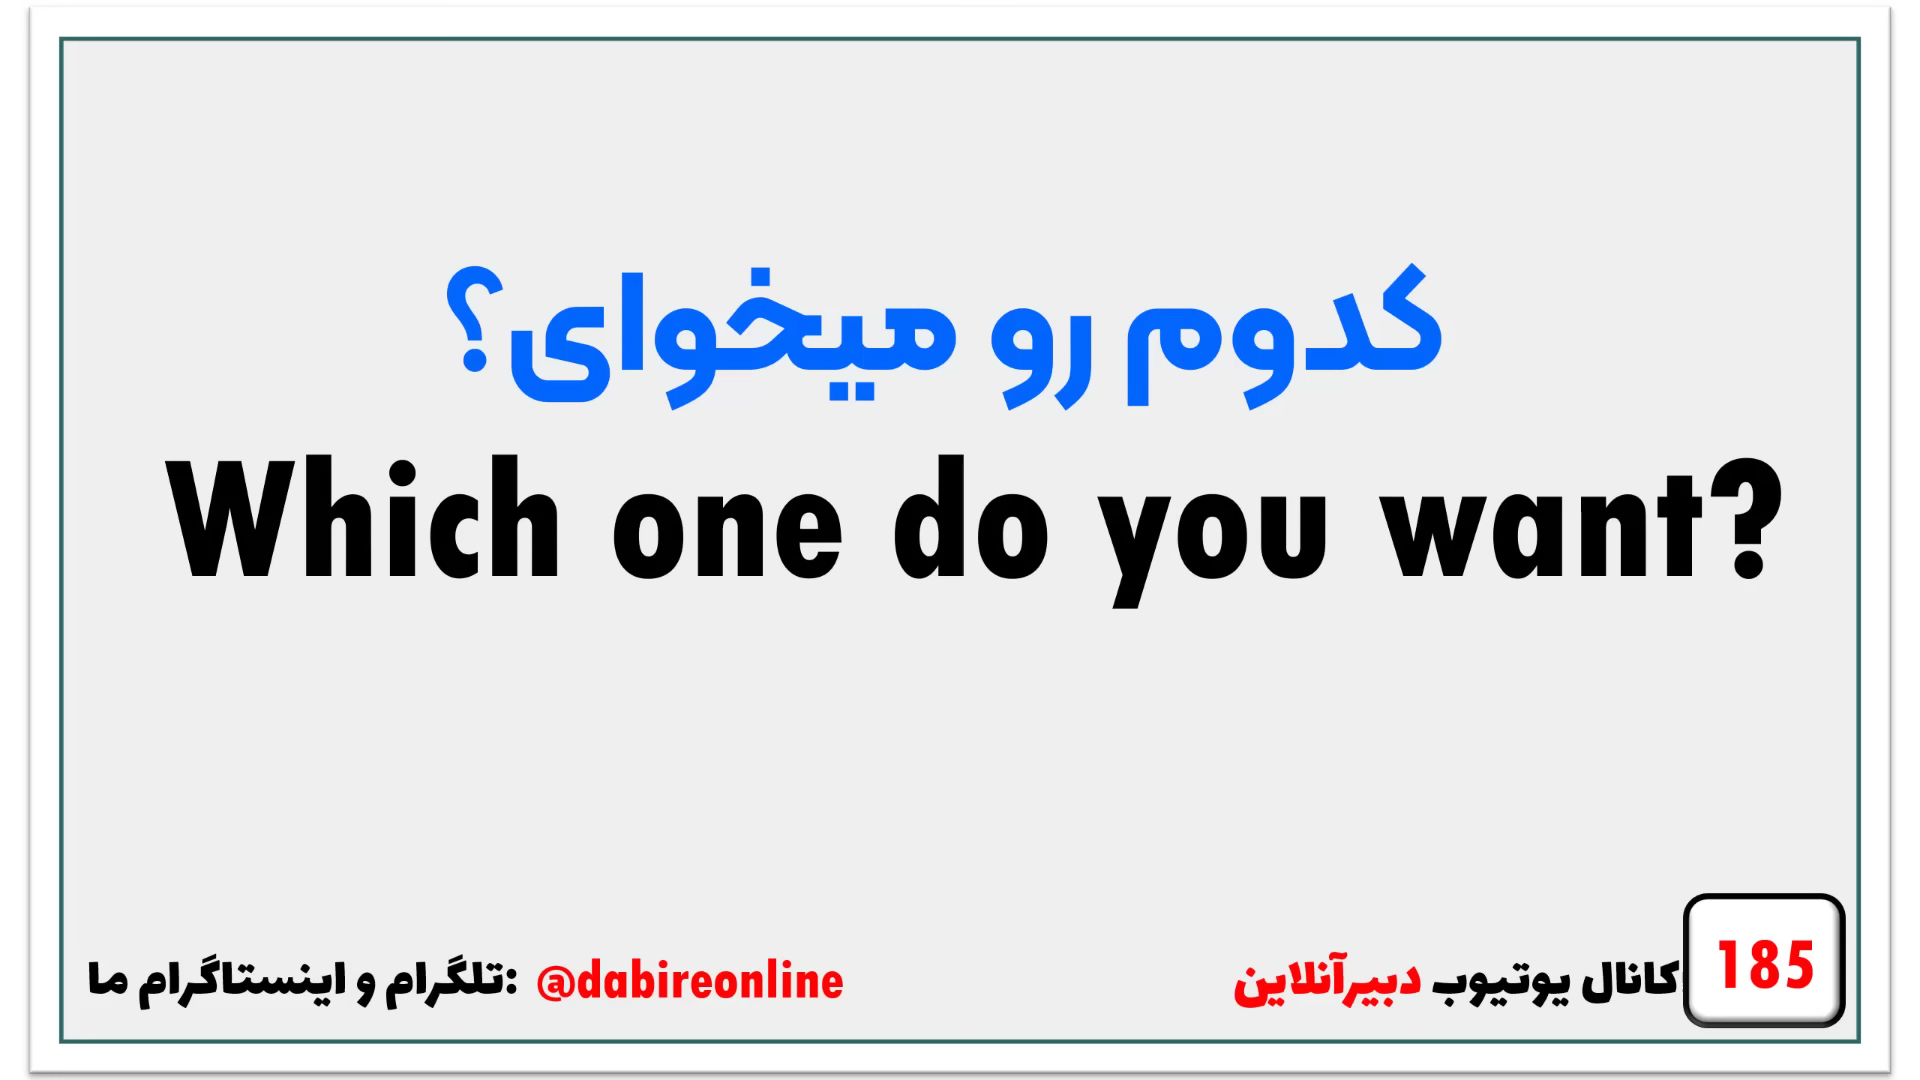 کدوم رو میخوای؟
Which one do you want?
تلگرام و اینستاگرام ما: @dabireonline
کانال یوتیوب دبیرآنلاین
185